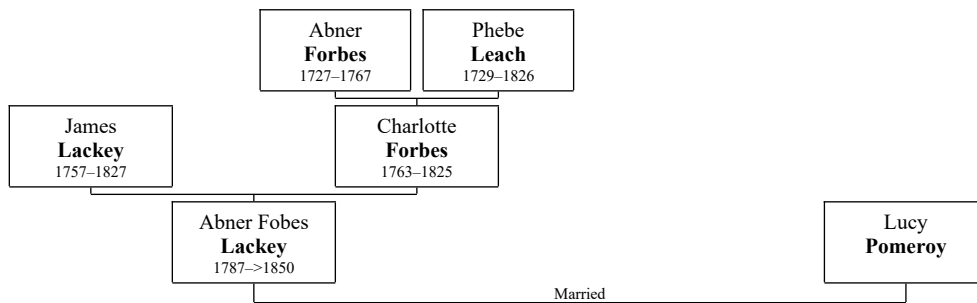 Abner
Forbes
1727–1767
Phebe
Leach
1729–1826
James
Lackey
1757–1827
Charlotte
Forbes
1763–1825
Abner Fobes
Lackey
1787–>1850
Lucy
Pomeroy
Married